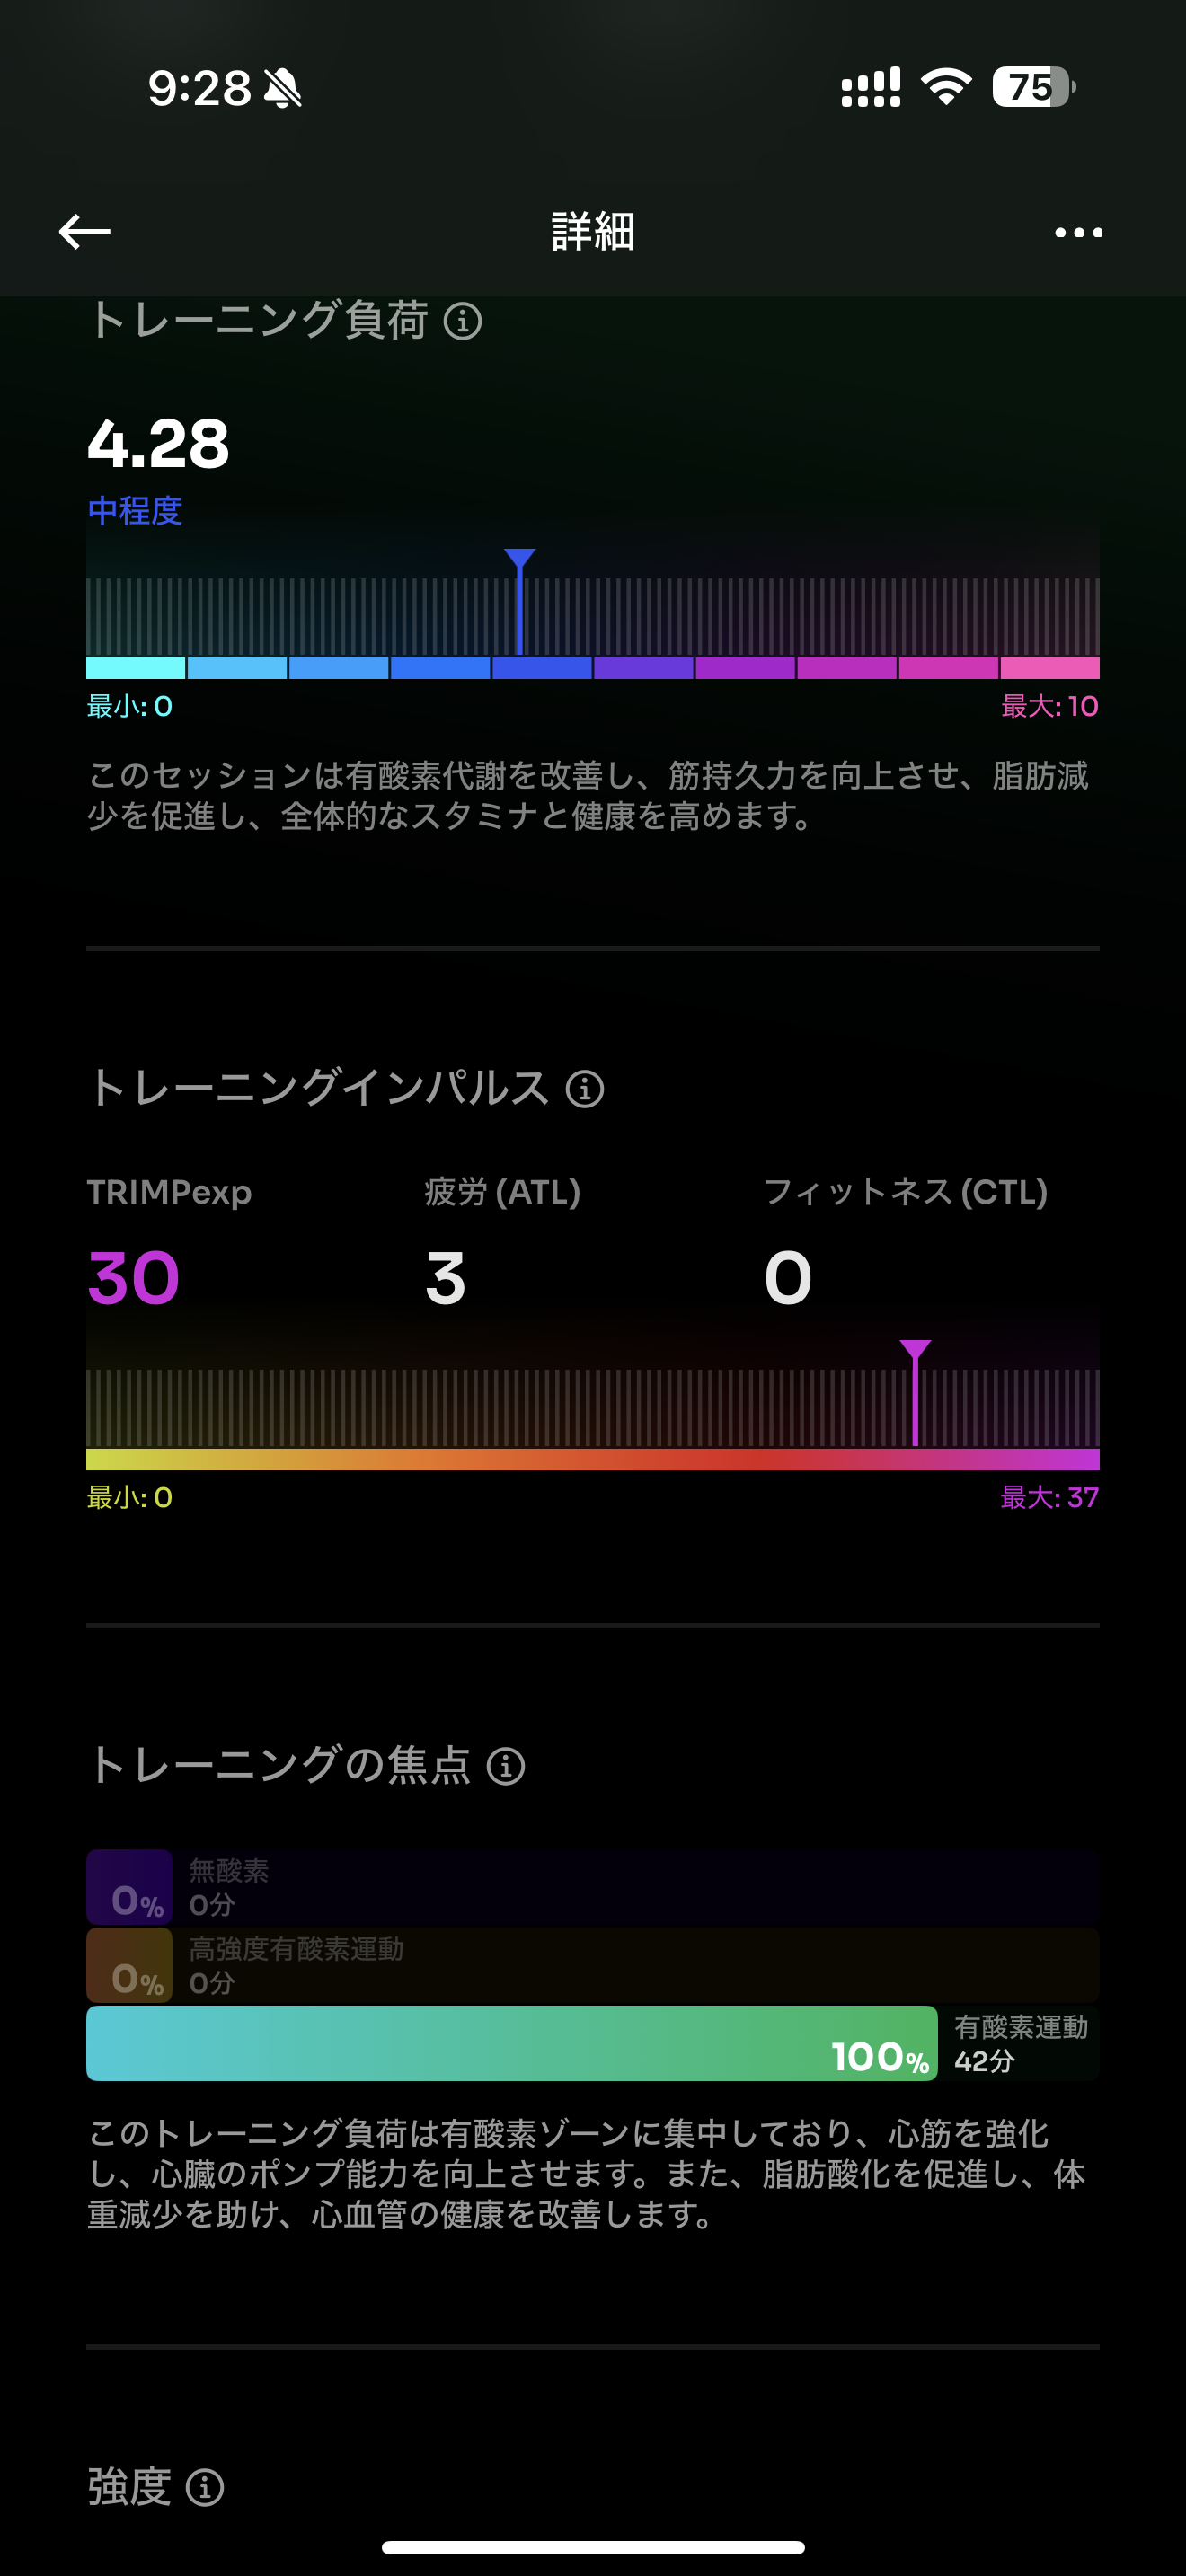 9:28
75
詳細
トレーニング負荷
4.28
中程度
最小: 0
最大: 10
このセッションは有酸素代謝を改善し、筋持久力を向上させ、脂肪減
少を促進し、全体的なスタミナと健康を高めます。
トレーニングインパルス
TRIMPexp
疲労 (ATL)
フィットネス (CTL)
30
3
0
最小: 0
最大: 37
トレーニングの焦点
0%
無酸素
0分
0%
高強度有酸素運動
0分
100%
有酸素運動
42分
このトレーニング負荷は有酸素ゾーンに集中しており、心筋を強化
し、心臓のポンプ能力を向上させます。また、脂肪酸化を促進し、体
重減少を助け、心血管の健康を改善します。
強度